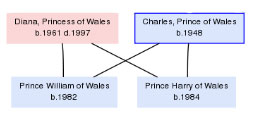 Diana, Princess of Wales
b.1961 d.1997
Charles, Prince of Wales
b.1948
Prince William of Wales
b.1982
Prince Harry of Wales
b.1984